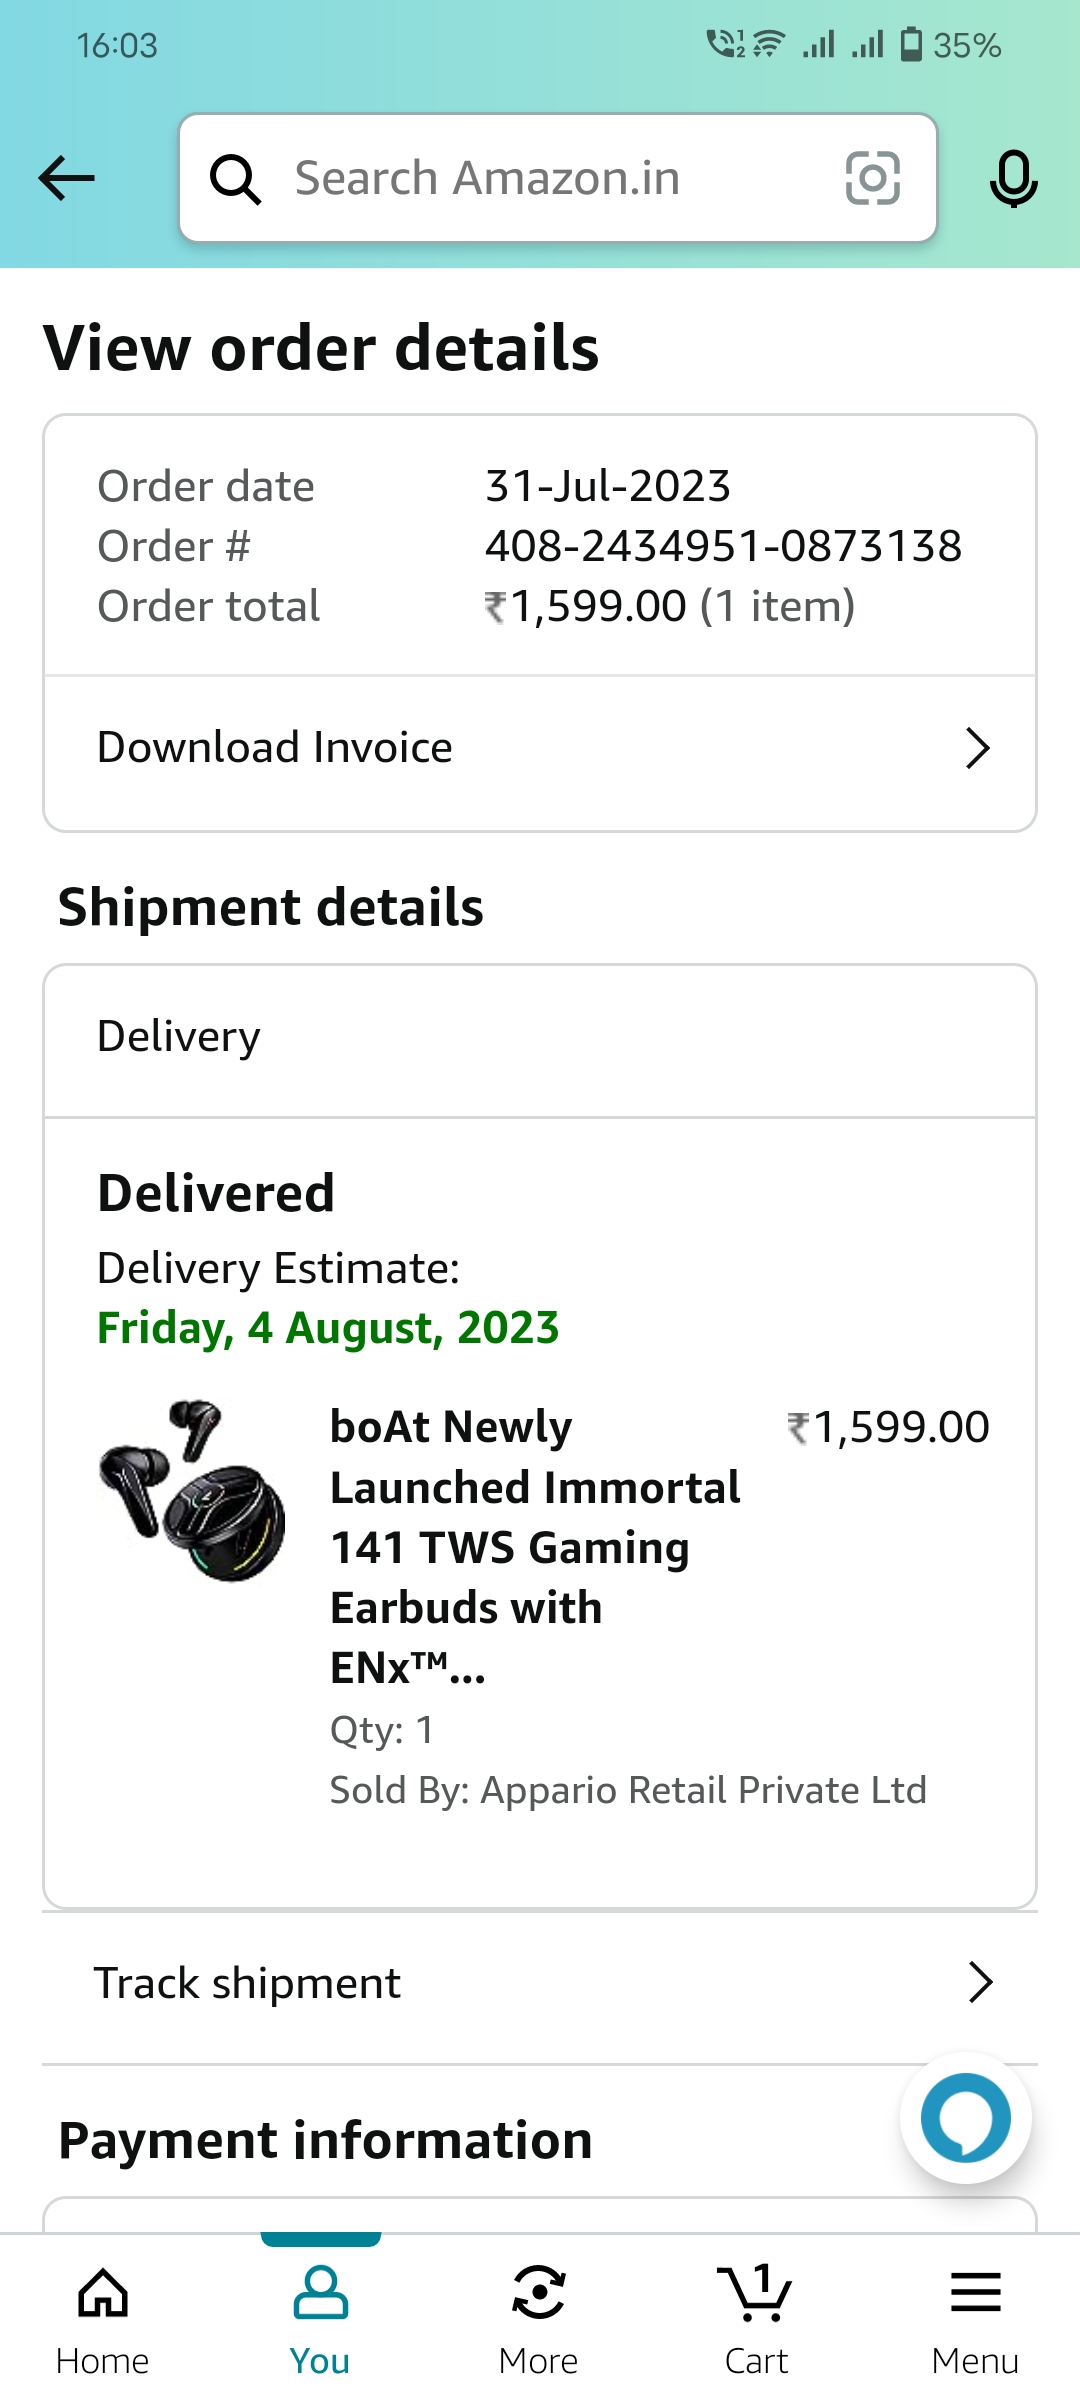 16:03
35%
Search Amazon.in
View order details
Order date 31-Jul-2023
Order # 408-2434951-0873138
Order total ₹1,599.00 (1 item)
Download Invoice
Shipment details
Delivery
Delivered
Delivery Estimate:
Friday, 4 August, 2023
boAt Newly ₹1,599.00
Launched Immortal
141 TWS Gaming
Earbuds with
ENx™...
Qty: 1
Sold By: Appario Retail Private Ltd
Track shipment
Payment information
1
Home You More Cart Menu